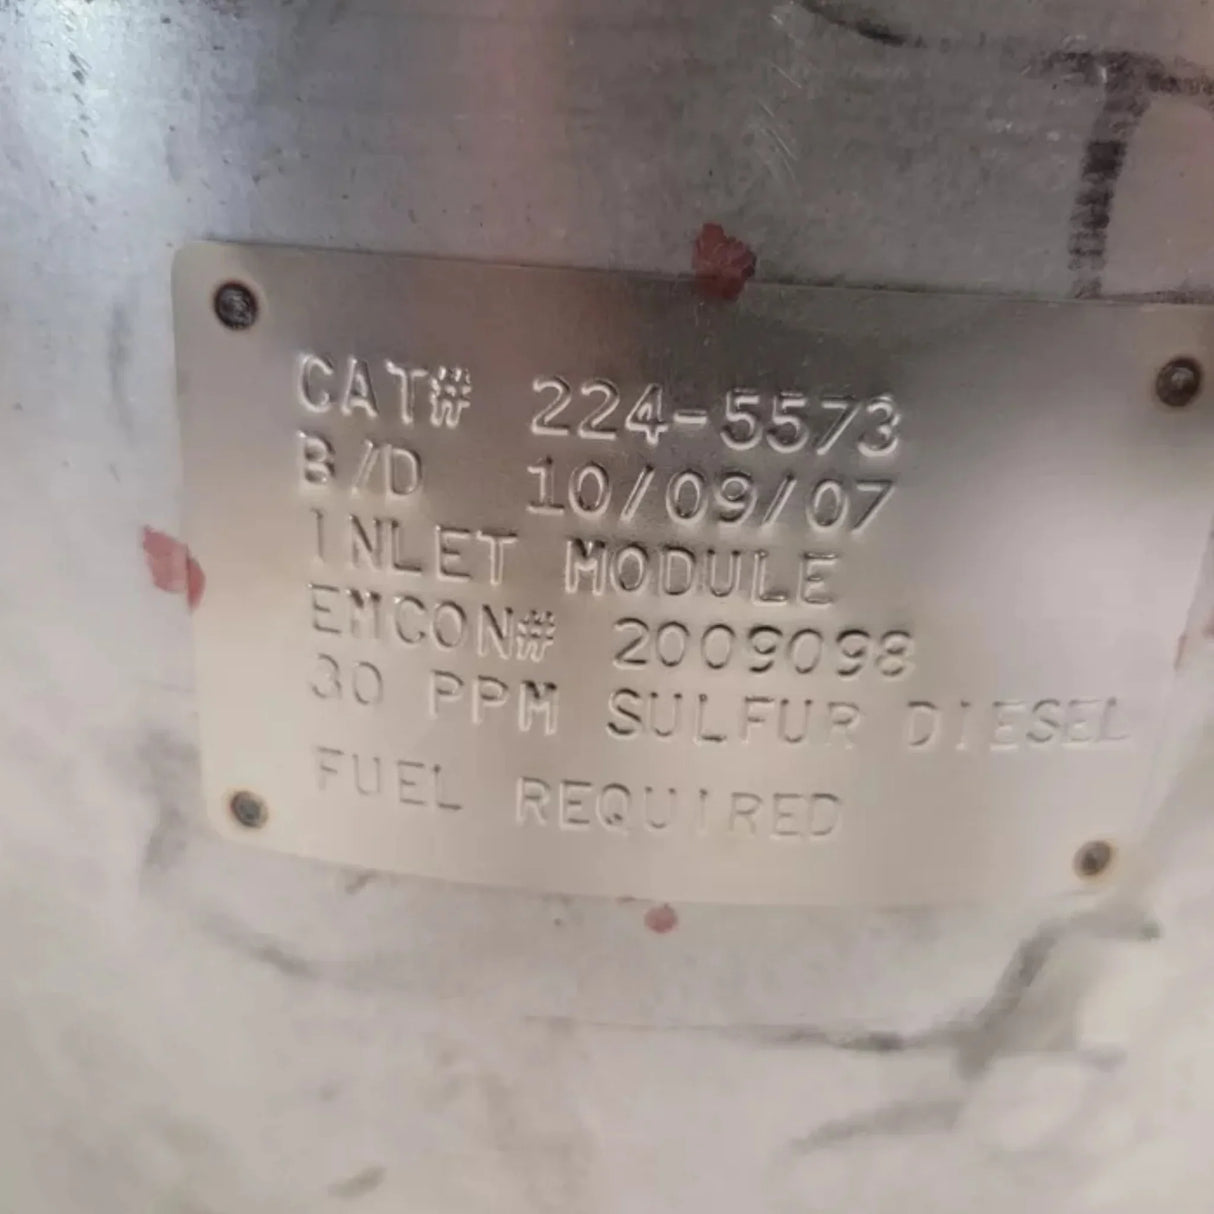 CAT# 224-5573
B/D 10/09/07
INLET MODULE
EMCON# 2009098
30 PPM SULFUR DIESEL
FUEL REQUIRED